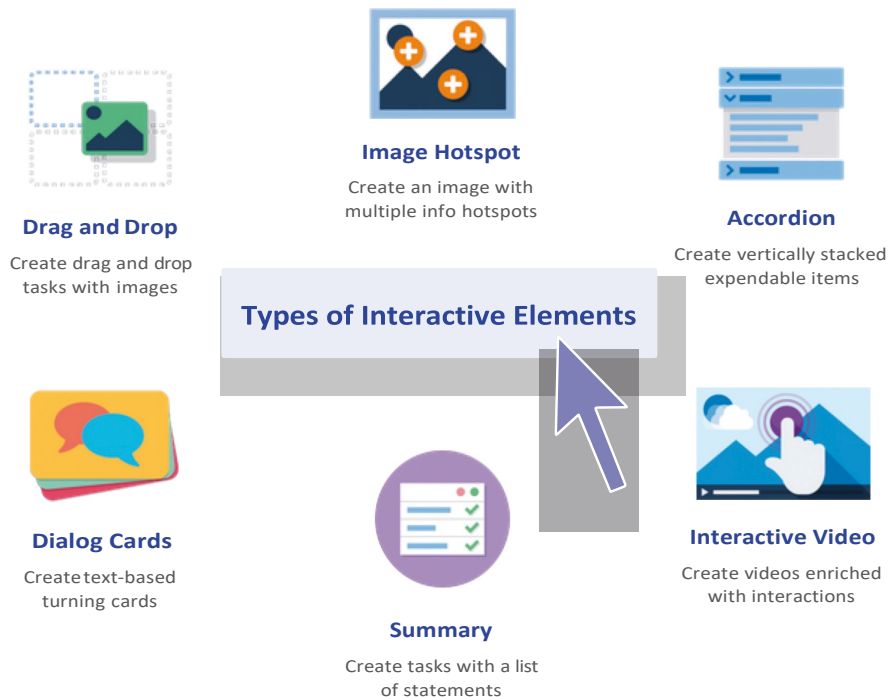 Image Hotspot
Create an image with
multiple info hotspots
Drag and Drop
Create drag and drop
tasks with images
Accordion
Create vertically stacked
expendable items
Types of Interactive Elements
Dialog Cards
Create text-based
turning cards
Interactive Video
Create videos enriched
with interactions
Summary
Create tasks with a list
of statements